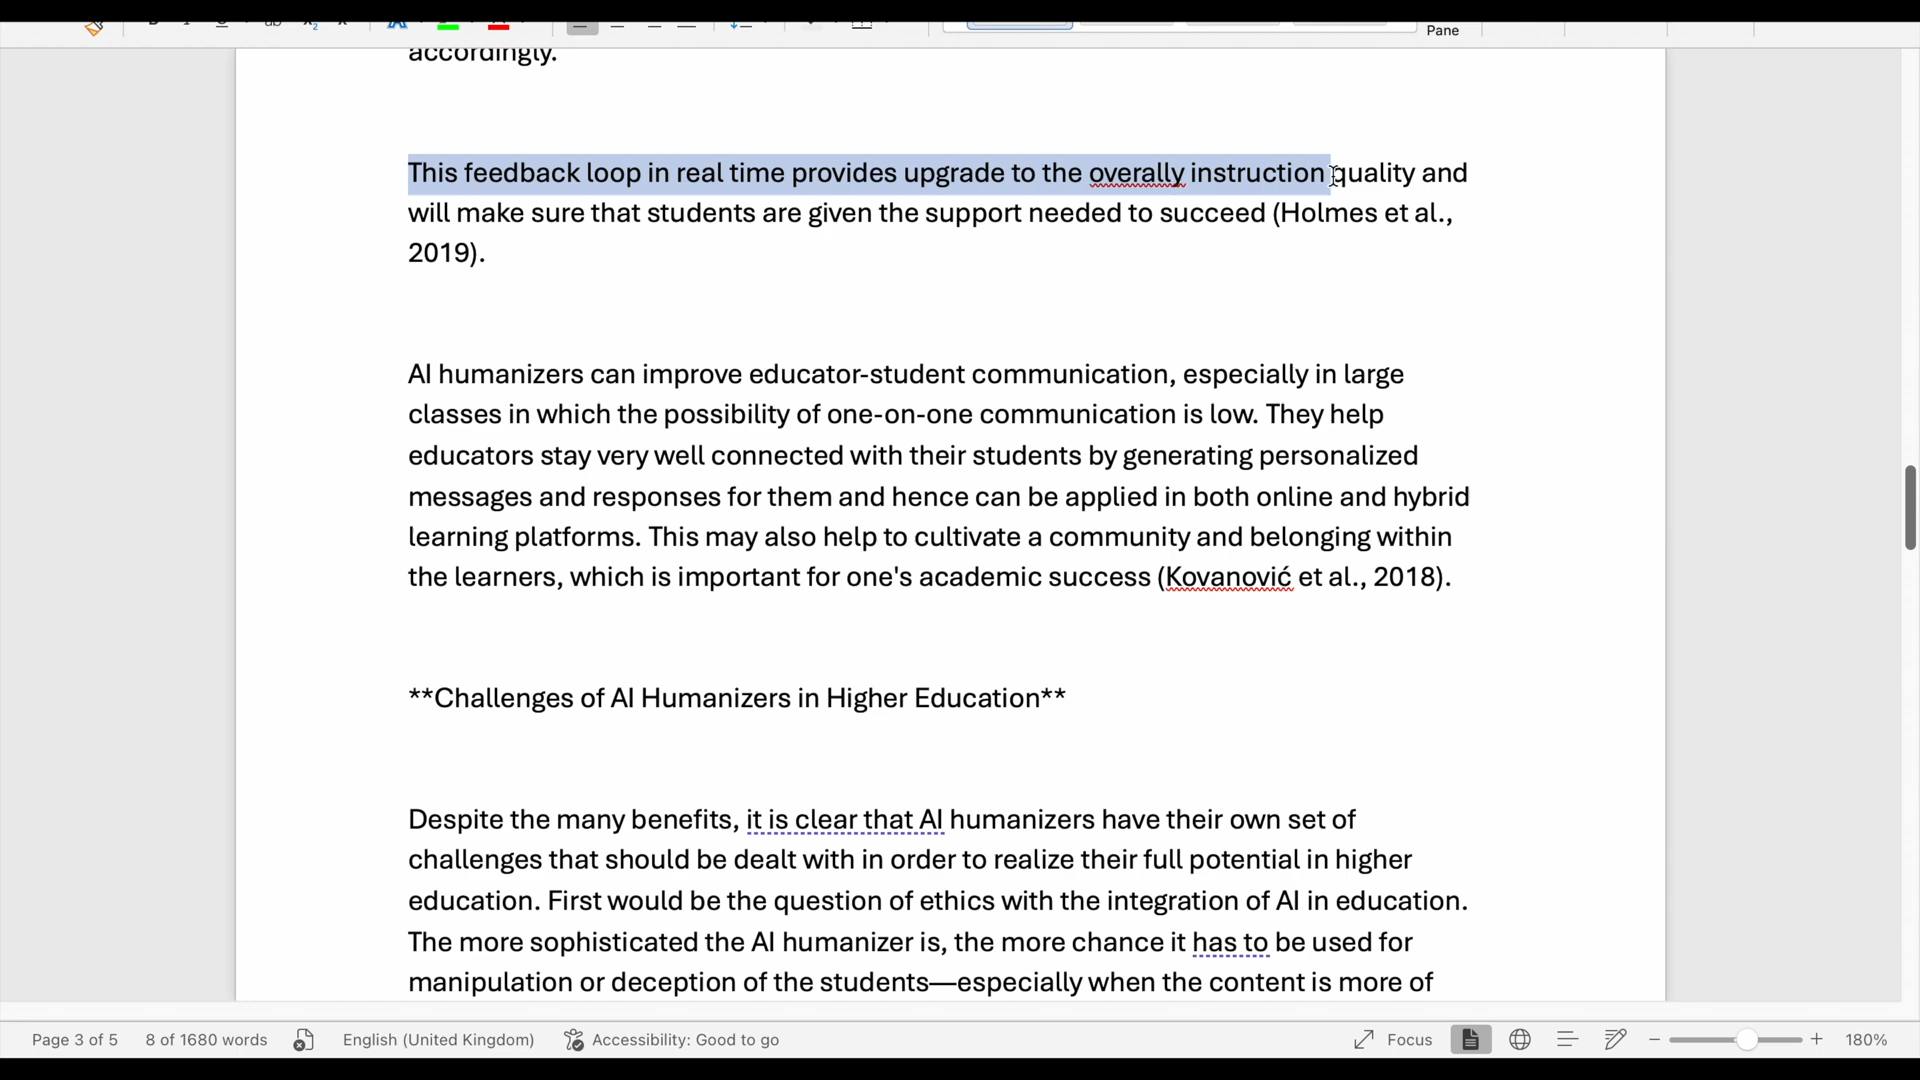 Pane
accordingly.
This feedback loop in real time provides upgrade to the overally instruction quality and
will make sure that students are given the support needed to succeed (Holmes et al.,
2019).
AI humanizers can improve educator-student communication, especially in large
classes in which the possibility of one-on-one communication is low. They help
educators stay very well connected with their students by generating personalized
messages and responses for them and hence can be applied in both online and hybrid
learning platforms. This may also help to cultivate a community and belonging within
the learners, which is important for one's academic success (Kovanović et al., 2018).
**Challenges of AI Humanizers in Higher Education**
Despite the many benefits, it is clear that AI humanizers have their own set of
challenges that should be dealt with in order to realize their full potential in higher
education. First would be the question of ethics with the integration of AI in education.
The more sophisticated the AI humanizer is, the more chance it has to be used for
manipulation or deception of the students—especially when the content is more of
Page 3 of 5 8 of 1680 words English (United Kingdom) Accessibility: Good to go Focus 180%